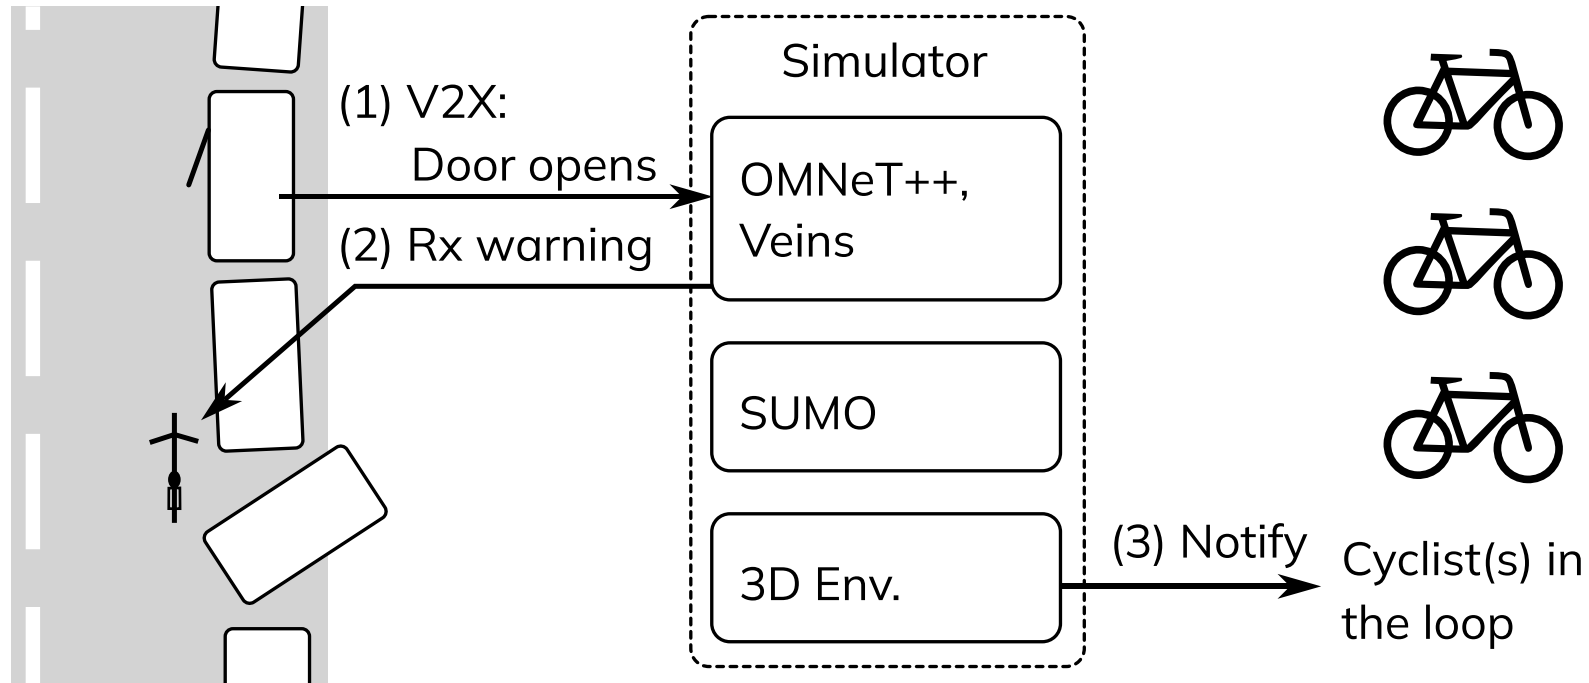 Simulator
(1) V2X:
Door opens
OMNeT++,
Veins
(2) Rx warning
SUMO
3D Env.
(3) Notify
Cyclist(s) in
the loop